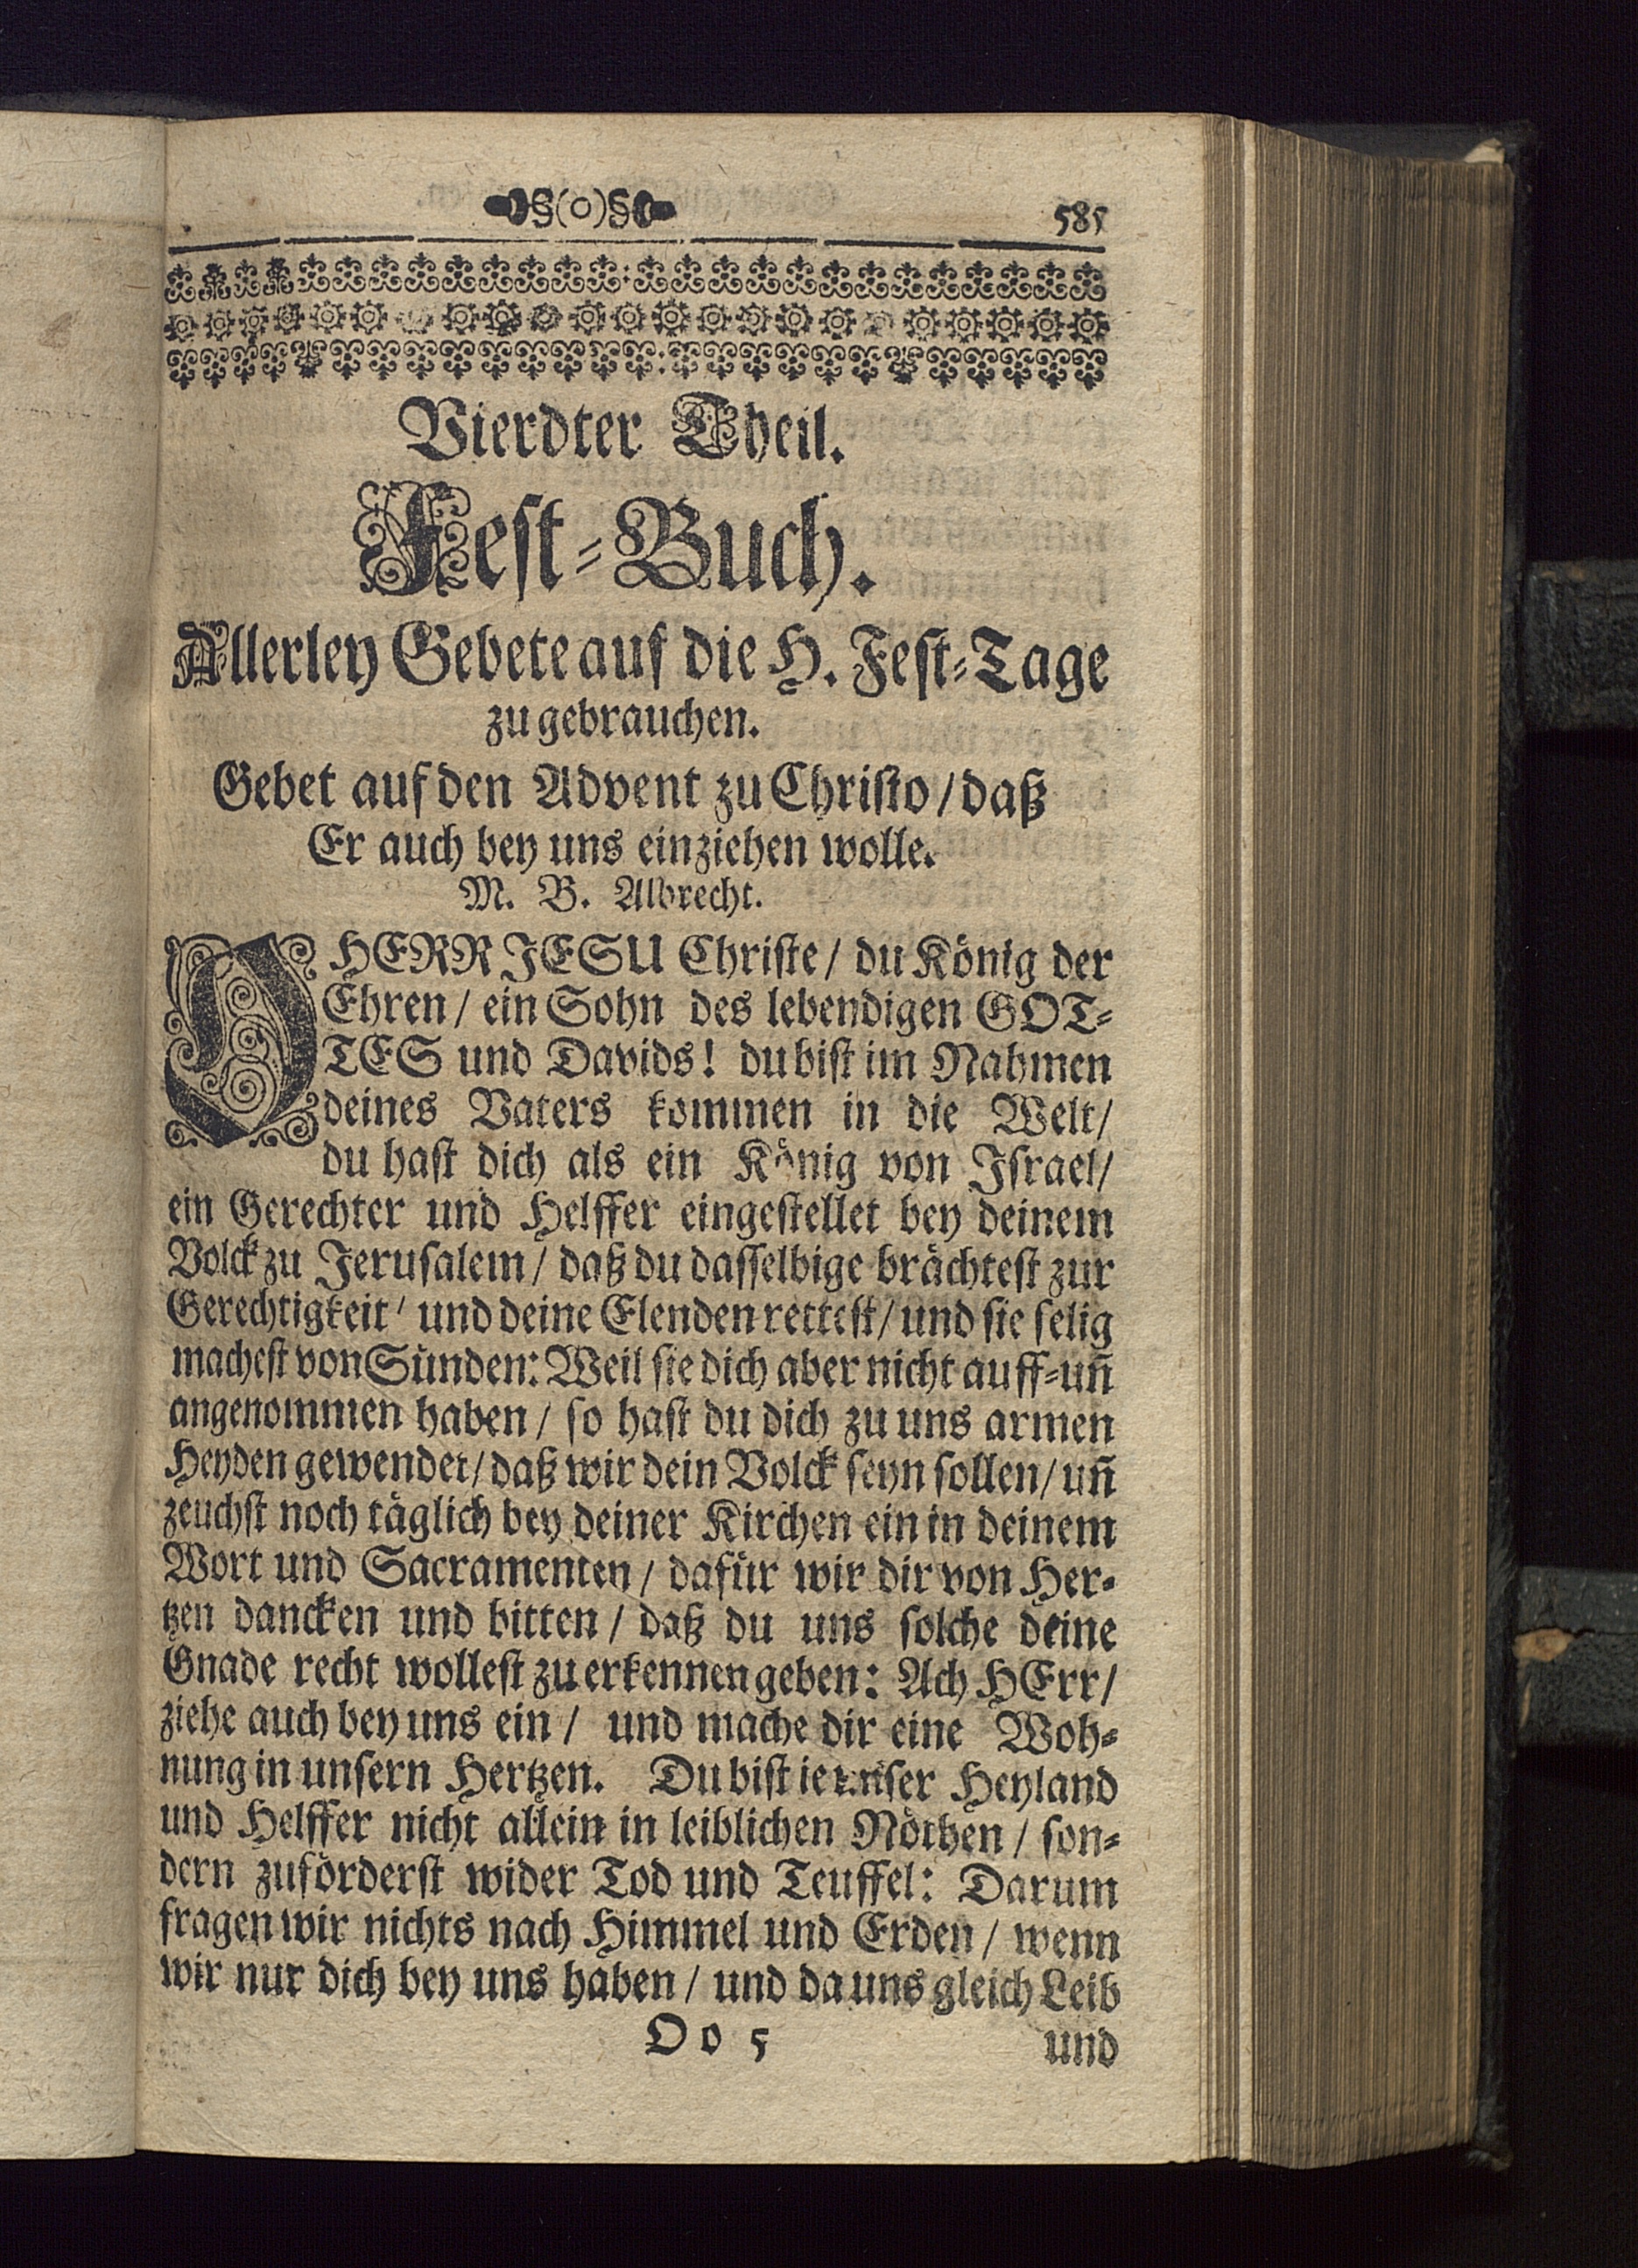 §(o)§ 585
Vierdter Theil.
Fest-Buch.
Allerley Gebete auf die H. Fest-Tage
zu gebrauchen.
Gebet auf den Advent zu Christo / daß
Er auch bey uns einziehen wolle.
M. B. Albrecht.
O HERR JESU Christe / du König der
Ehren / ein Sohn des lebendigen GOT-
TES und Davids! du bist im Nahmen
deines Vaters kommen in die Welt /
du hast dich als ein König von Israel /
ein Gerechter und Helffer eingestellet bey deinem
Volck zu Jerusalem / daß du dasselbige brächtest zur
Gerechtigkeit / und deine Elenden rettest / und sie selig
machest von Sünden: Weil sie dich aber nicht auff-uñ
angenommen haben / so hast du dich zu uns armen
Heyden gewendet / daß wir dein Volck seyn sollen / uñ
zeuchst noch täglich bey deiner Kirchen ein in deinem
Wort und Sacramenten / dafür wir dir von Her-
tzen dancken und bitten / daß du uns solche deine
Gnade recht wollest zu erkennen geben: Ach HErr /
ziehe auch bey uns ein / und mache dir eine Woh-
nung in unsern Hertzen. Du bist ie unser Heyland
und Helffer nicht allein in leiblichen Nöthen / son-
dern zuförderst wider Tod und Teuffel: Darum
fragen wir nichts nach Himmel und Erden / wenn
wir nur dich bey uns haben / und da uns gleich Leib
O o 5 und